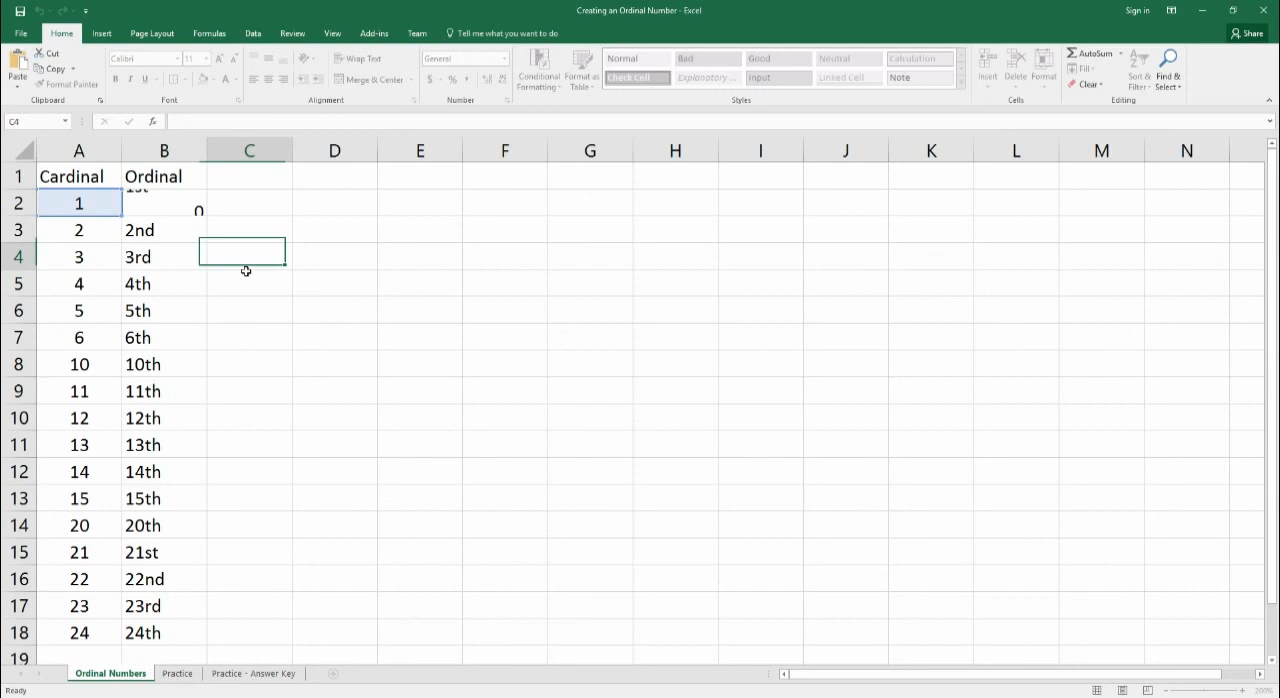 Creating an Ordinal Number - Excel
Sign in
File Home Insert Page Layout Formulas Data Review View Add-ins Team Tell me what you want to do Share
Paste
Cut
Copy
Format Painter
Clipboard
Calibri 11
B I U
Font
Wrap Text
Merge & Center
Alignment
General
$ % ,
Number
Conditional Formatting
Format as Table
Normal Bad Good Neutral Calculation
Check Cell Explanatory ... Input Linked Cell Note
Styles
Insert Delete Format
Cells
AutoSum
Fill
Clear
Sort & Filter
Find & Select
Editing
C4 fx
A B C D E F G H I J K L M N
1 Cardinal Ordinal
2 1 1st 0
3 2 2nd
4 3 3rd
5 4 4th
6 5 5th
7 6 6th
8 10 10th
9 11 11th
10 12 12th
11 13 13th
12 14 14th
13 15 15th
14 20 20th
15 21 21st
16 22 22nd
17 23 23rd
18 24 24th
19
Ordinal Numbers Practice Practice - Answer Key
Ready 200%